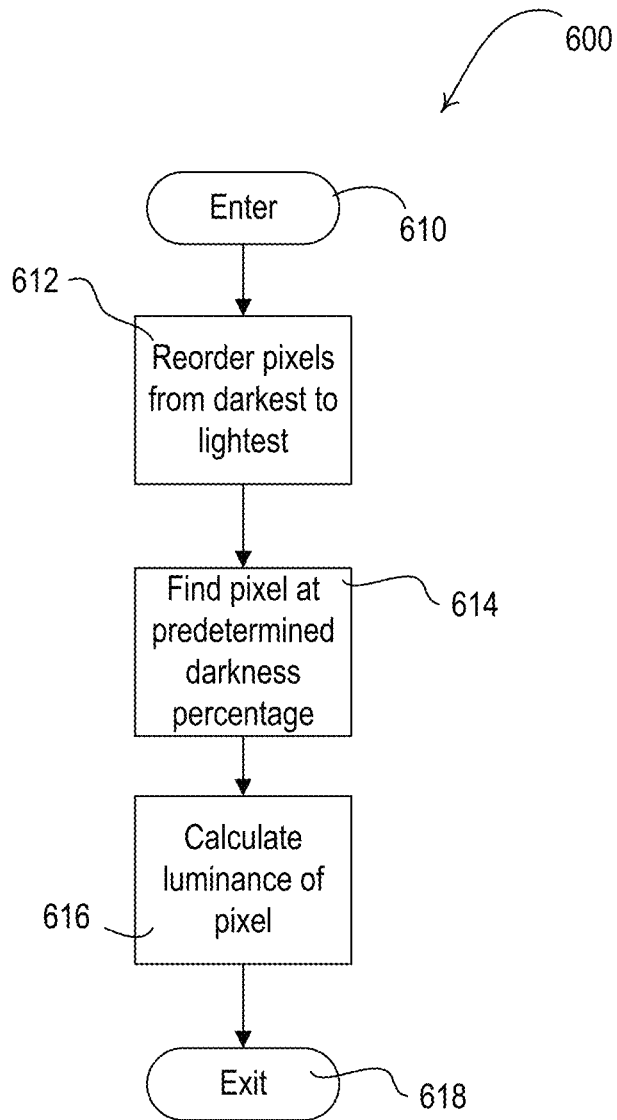 600
Enter
610
612
Reorder pixels
from darkest to
lightest
Find pixel at
predetermined
darkness
percentage
614
Calculate
luminance of
pixel
616
Exit
618